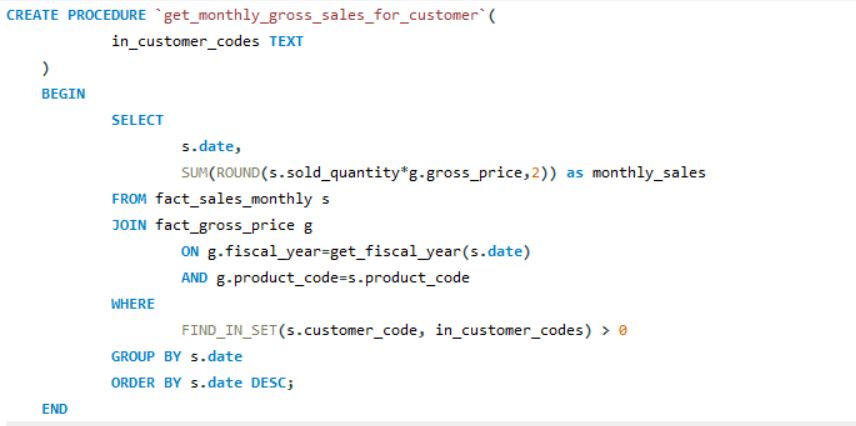 CREATE PROCEDURE `get_monthly_gross_sales_for_customer`(
in_customer_codes TEXT
)
BEGIN
SELECT
s.date,
SUM(ROUND(s.sold_quantity*g.gross_price,2)) as monthly_sales
FROM fact_sales_monthly s
JOIN fact_gross_price g
ON g.fiscal_year=get_fiscal_year(s.date)
AND g.product_code=s.product_code
WHERE
FIND_IN_SET(s.customer_code, in_customer_codes) > 0
GROUP BY s.date
ORDER BY s.date DESC;
END